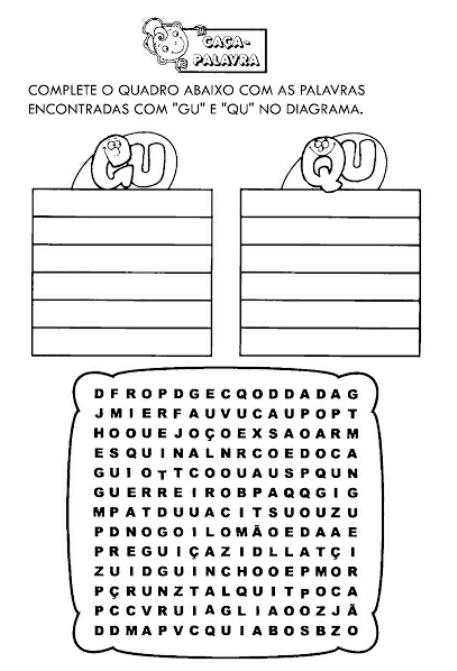 CAÇA-
PALAVRA
COMPLETE O QUADRO ABAIXO COM AS PALAVRAS
ENCONTRADAS COM "GU" E "QU" NO DIAGRAMA.
GU QU
D F R O P D G E C Q O D D A D A G
J M I E R F A U V U C A U P O P T
H O O U E J O Ç O E X S A O A R M
E S Q U I N A L N R C O E D O C A
G U I O T T C O O U A U S P Q U N
G U E R R E I R O B P A Q Q G I G
M P A T D U U A C I T S U O U Z U
P D N O G O I L O M Ã O E D A A E
P R E G U I Ç A Z I D L L A T Ç I
Z U I D G U I N C H O O E P M O R
P Ç R U N Z T A L Q U I T P O C A
P C C V R U I A G L I A O O Z J Ã
D D M A P V C Q U I A B O S B Z O